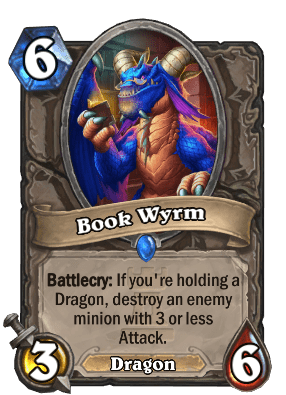 6
Book Wyrm
Battlecry: If you're holding a
Dragon, destroy an enemy
minion with 3 or less
Attack.
3
Dragon
6